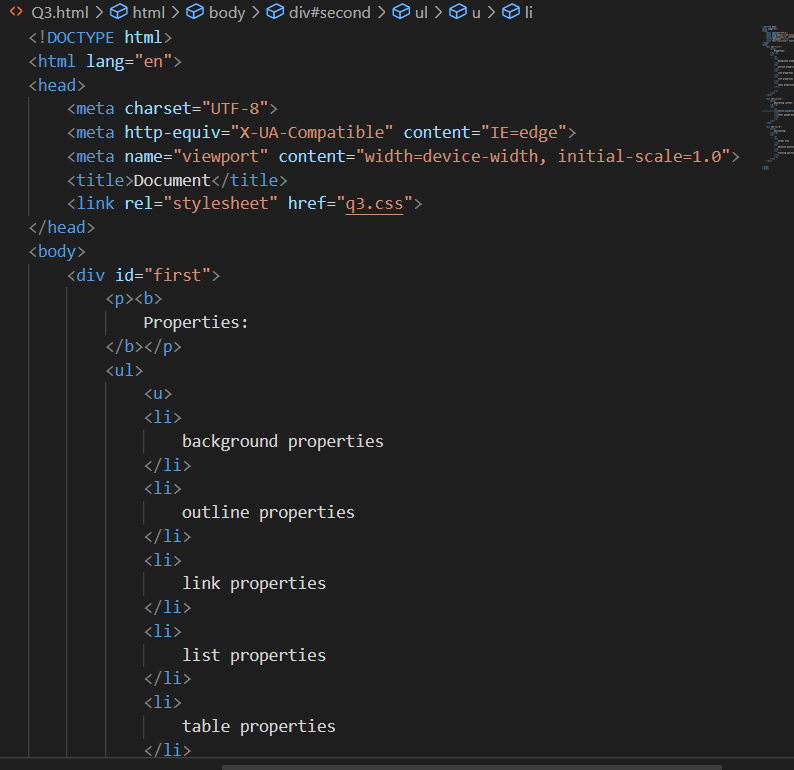 Q3.html > html > body > div#second > ul > u > li
<!DOCTYPE html>
<html lang="en">
<head>
    <meta charset="UTF-8">
    <meta http-equiv="X-UA-Compatible" content="IE=edge">
    <meta name="viewport" content="width=device-width, initial-scale=1.0">
    <title>Document</title>
    <link rel="stylesheet" href="q3.css">
</head>
<body>
    <div id="first">
        <p><b>
            Properties:
        </b></p>
        <ul>
            <u>
            <li>
                background properties
            </li>
            <li>
                outline properties
            </li>
            <li>
                link properties
            </li>
            <li>
                list properties
            </li>
            <li>
                table properties
            </li>